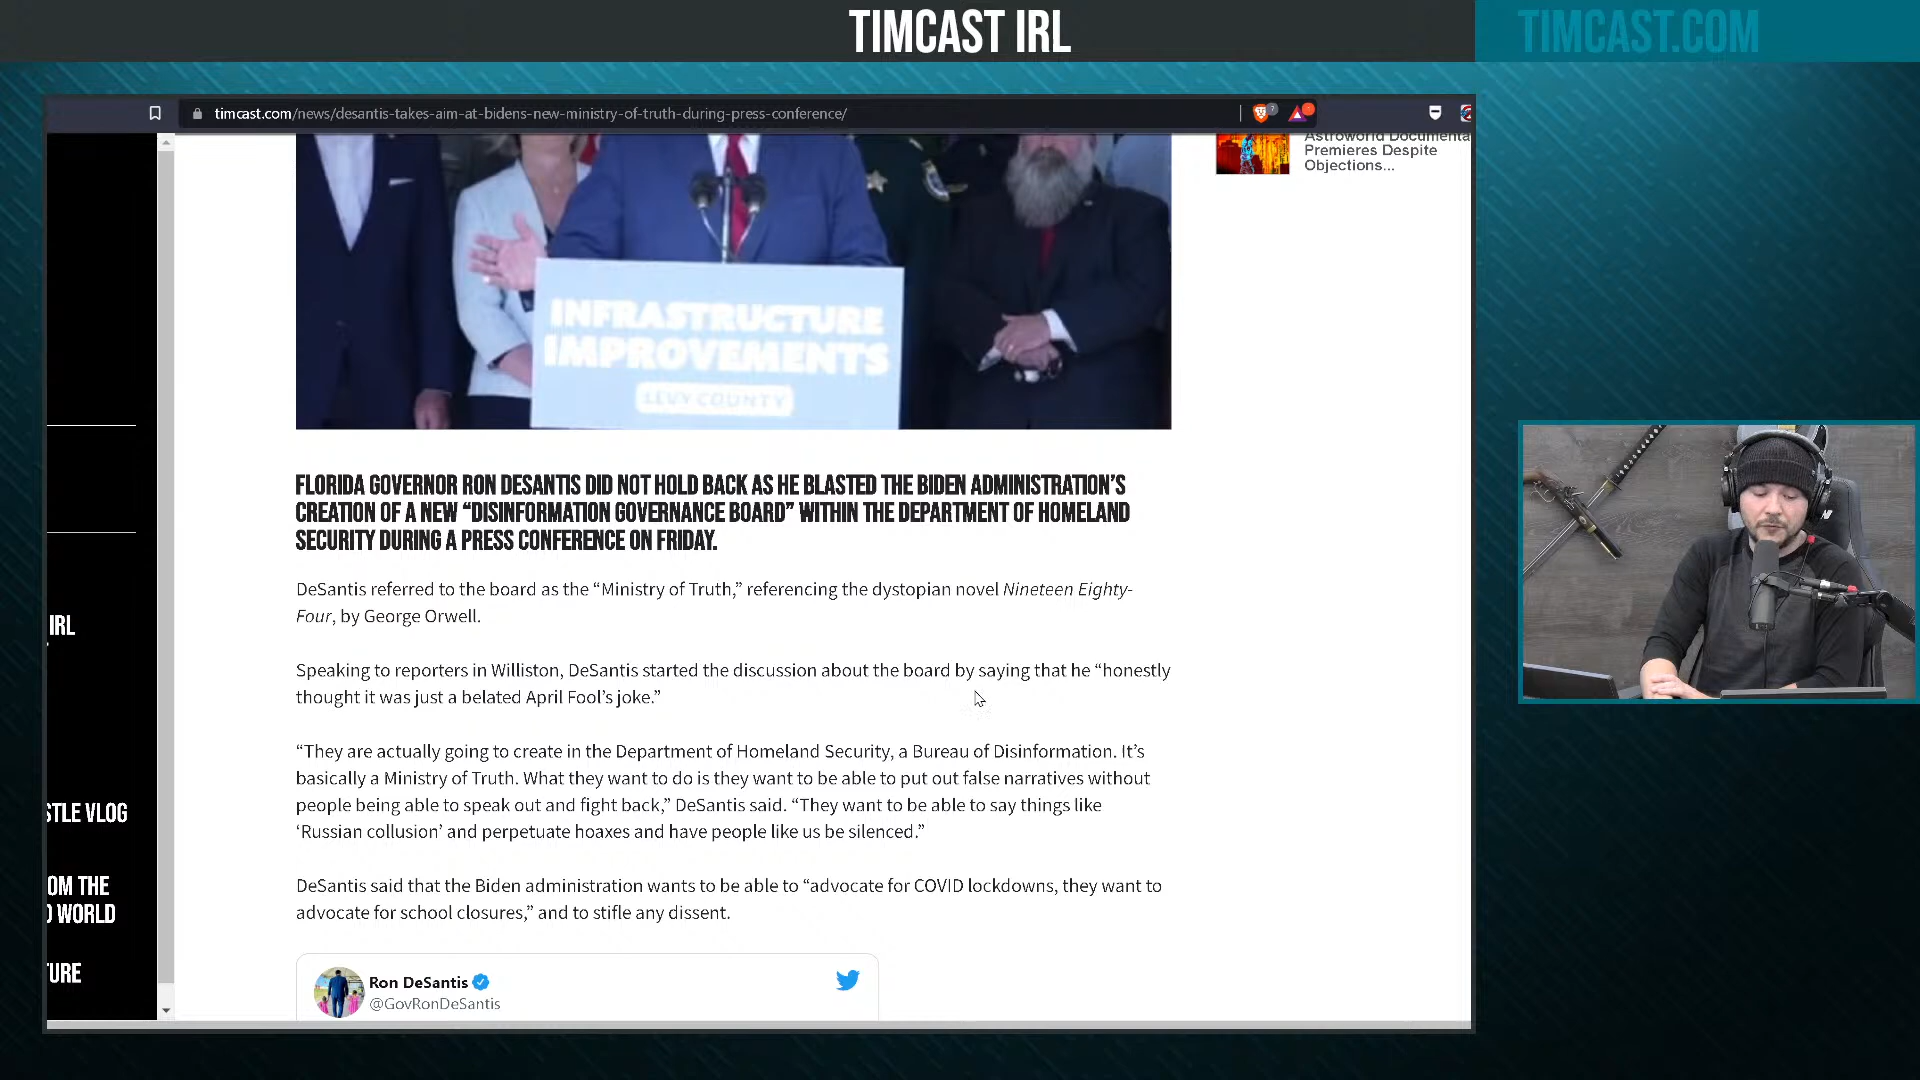 TIMCAST IRL
TIMCAST.COM
timcast.com/news/desantis-takes-aim-at-bidens-new-ministry-of-truth-during-press-conference/
Astroworld Documenta
Premieres Despite
Objections...
INFRASTRUCTURE
IMPROVEMENTS
LEVY COUNTY
FLORIDA GOVERNOR RON DESANTIS DID NOT HOLD BACK AS HE BLASTED THE BIDEN ADMINISTRATION’S
CREATION OF A NEW “DISINFORMATION GOVERNANCE BOARD” WITHIN THE DEPARTMENT OF HOMELAND
SECURITY DURING A PRESS CONFERENCE ON FRIDAY.
DeSantis referred to the board as the “Ministry of Truth,” referencing the dystopian novel Nineteen Eighty-
Four, by George Orwell.
Speaking to reporters in Williston, DeSantis started the discussion about the board by saying that he “honestly
thought it was just a belated April Fool’s joke.”
“They are actually going to create in the Department of Homeland Security, a Bureau of Disinformation. It’s
basically a Ministry of Truth. What they want to do is they want to be able to put out false narratives without
people being able to speak out and fight back,” DeSantis said. “They want to be able to say things like
‘Russian collusion’ and perpetuate hoaxes and have people like us be silenced.”
DeSantis said that the Biden administration wants to be able to “advocate for COVID lockdowns, they want to
advocate for school closures,” and to stifle any dissent.
Ron DeSantis
@GovRonDeSantis
IRL
STLE VLOG
OM THE
D WORLD
TURE